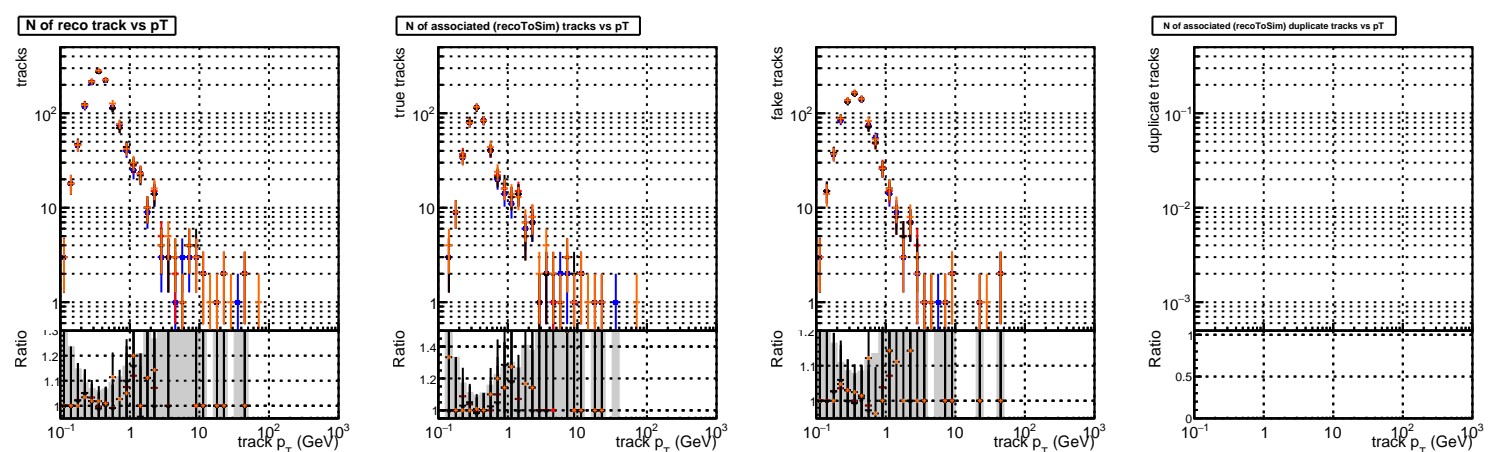 N of reco track vs pT
N of associated (recoToSim) tracks vs pT
N of associated (recoToSim) duplicate tracks vs pT
tracks
10²
10
1
Ratio
1.3
1.2
1.1
1
10⁻¹ 1 10 10² 10³
track p_T (GeV)
true tracks
10²
10
1
Ratio
1.4
1.2
1
10⁻¹ 1 10 10² 10³
track p_T (GeV)
fake tracks
10²
10
1
Ratio
1.2
1.1
1
10⁻¹ 1 10 10² 10³
track p_T (GeV)
duplicate tracks
10⁻¹
10⁻²
10⁻³
Ratio
1
0.5
0
10⁻¹ 1 10 10² 10³
track p_T (GeV)